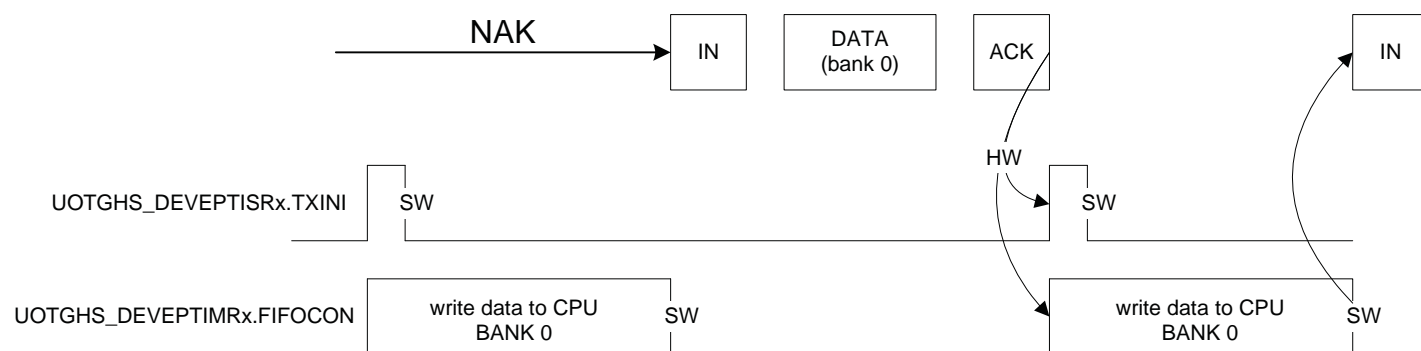 NAK
IN
DATA
(bank 0)
ACK
IN
HW
UOTGHS_DEVEPTISRx.TXINI
SW
SW
UOTGHS_DEVEPTIMRx.FIFOCON
write data to CPU
BANK 0
SW
write data to CPU
BANK 0
SW